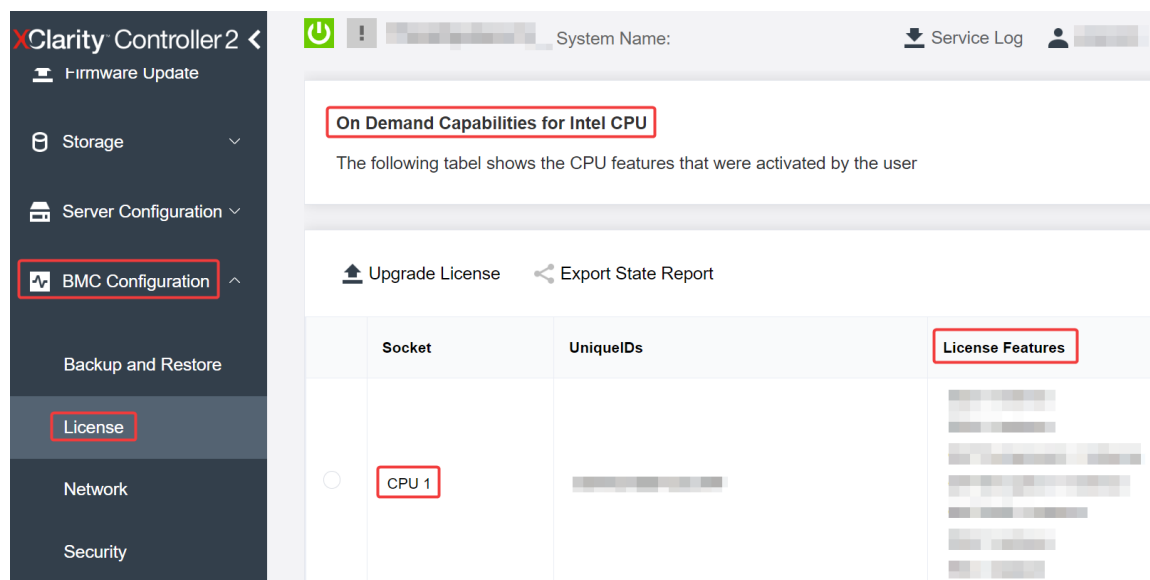 XClarity Controller 2
Firmware Update
Storage
Server Configuration
BMC Configuration
Backup and Restore
License
Network
Security
! System Name: Service Log
On Demand Capabilities for Intel CPU
The following tabel shows the CPU features that were activated by the user
Upgrade License Export State Report
Socket UniqueIDs License Features
CPU 1